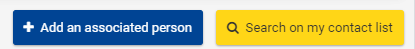 Add an associated person
Search on my contact list